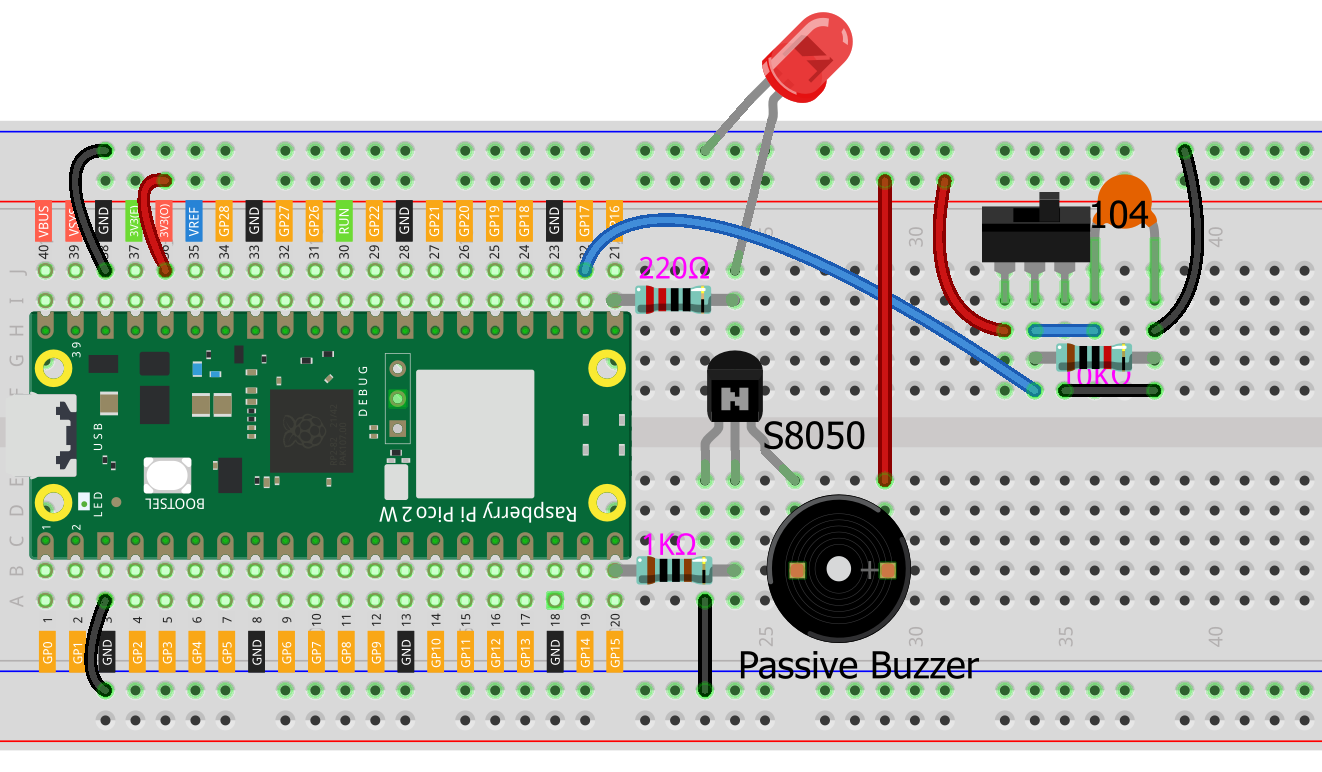 VBUS VSYS GND 3V3(E) 3V3(O) VREF GP28 GND GP27 GP26 RUN GP22 GND GP21 GP20 GP19 GP18 GND GP17 GP16
40 39 38 37 36 35 34 33 32 31 30 29 28 27 26 25 24 23 22 21
104
30
40
J
I
H
G
F
220Ω
39
DEBUG
10KΩ
USB
S8050
BOOTSEL
LED
Raspberry Pi Pico 2 W
1
2
E
D
C
B
A
1KΩ
25
30
35
40
1 2 3 4 5 6 7 8 9 10 11 12 13 14 15 16 17 18 19 20
GP0 GP1 GND GP2 GP3 GP4 GP5 GND GP6 GP7 GP8 GP9 GND GP10 GP11 GP12 GP13 GND GP14 GP15
Passive Buzzer